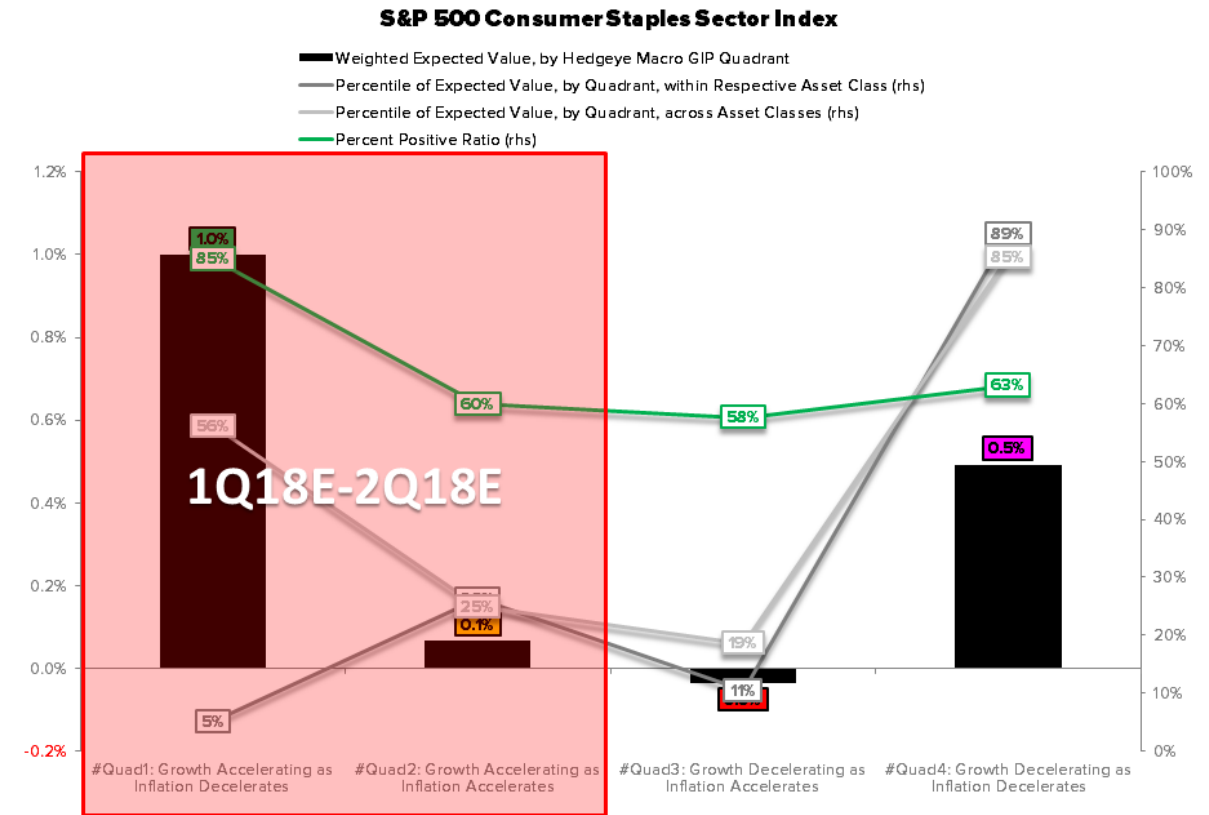 S&P 500 Consumer Staples Sector Index
Weighted Expected Value, by Hedgeye Macro GIP Quadrant
Percentile of Expected Value, by Quadrant, within Respective Asset Class (rhs)
Percentile of Expected Value, by Quadrant, across Asset Classes (rhs)
Percent Positive Ratio (rhs)
1.2%
1.0%
0.8%
0.6%
0.4%
0.2%
0.0%
-0.2%
100%
90%
80%
70%
60%
50%
40%
30%
20%
10%
0%
1.0%
85%
56%
5%
60%
25%
0.1%
58%
19%
11%
89%
85%
63%
0.5%
1Q18E-2Q18E
#Quad1: Growth Accelerating as
Inflation Decelerates
#Quad2: Growth Accelerating as
Inflation Accelerates
#Quad3: Growth Decelerating as
Inflation Accelerates
#Quad4: Growth Decelerating as
Inflation Decelerates